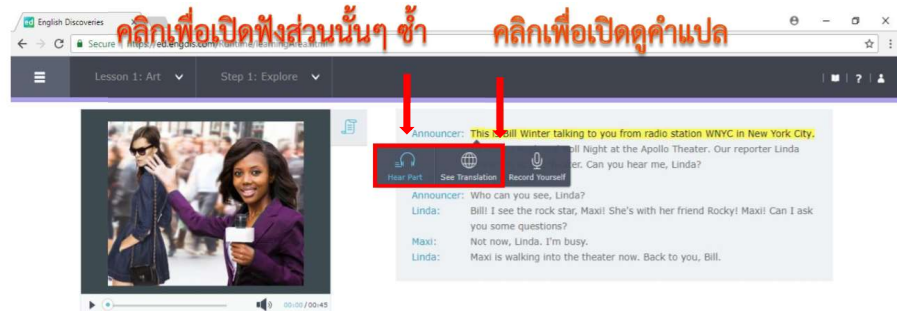 English Discoveries
คลิกเพื่อเปิดฟังส่วนนั้นๆ ซ้ำ
คลิกเพื่อเปิดดูคำแปล
Secure
Lesson 1: Art
Step 1: Explore
?
Announcer: This is Bill Winter talking to you from radio station WNYC in New York City.
oll Night at the Apollo Theater. Our reporter Linda
er. Can you hear me, Linda?
Hear Part
See Translation
Record Yourself
Announcer: Who can you see, Linda?
Linda: Bill! I see the rock star, Maxi! She's with her friend Rocky! Maxi! Can I ask
you some questions?
Maxi: Not now, Linda. I'm busy.
Linda: Maxi is walking into the theater now. Back to you, Bill.
00:00/00:45